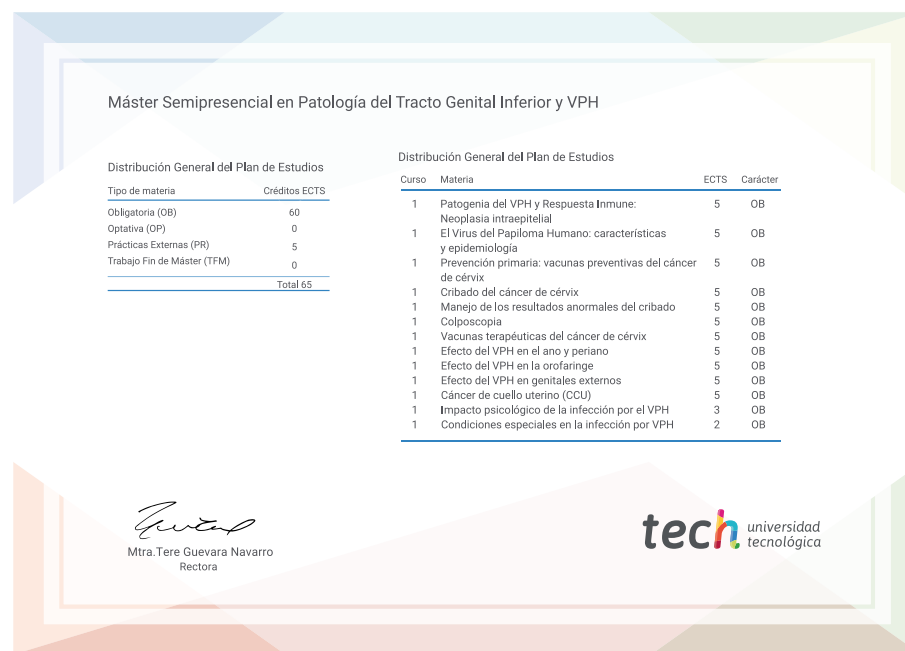 Máster Semipresencial en Patología del Tracto Genital Inferior y VPH
Distribución General del Plan de Estudios
Tipo de materia Créditos ECTS
Obligatoria (OB) 60
Optativa (OP) 0
Prácticas Externas (PR) 5
Trabajo Fin de Máster (TFM) 0
Total 65
Distribución General del Plan de Estudios
Curso Materia ECTS Carácter
1 Patogenia del VPH y Respuesta Inmune: 5 OB
Neoplasia intraepitelial
1 El Virus del Papiloma Humano: características 5 OB
y epidemiología
1 Prevención primaria: vacunas preventivas del cáncer 5 OB
de cérvix
1 Cribado del cáncer de cérvix 5 OB
1 Manejo de los resultados anormales del cribado 5 OB
1 Colposcopia 5 OB
1 Vacunas terapéuticas del cáncer de cérvix 5 OB
1 Efecto del VPH en el ano y periano 5 OB
1 Efecto del VPH en la orofaringe 5 OB
1 Efecto del VPH en genitales externos 5 OB
1 Cáncer de cuello uterino (CCU) 5 OB
1 Impacto psicológico de la infección por el VPH 3 OB
1 Condiciones especiales en la infección por VPH 2 OB
Mtra.Tere Guevara Navarro
Rectora
tech universidad
tecnológica